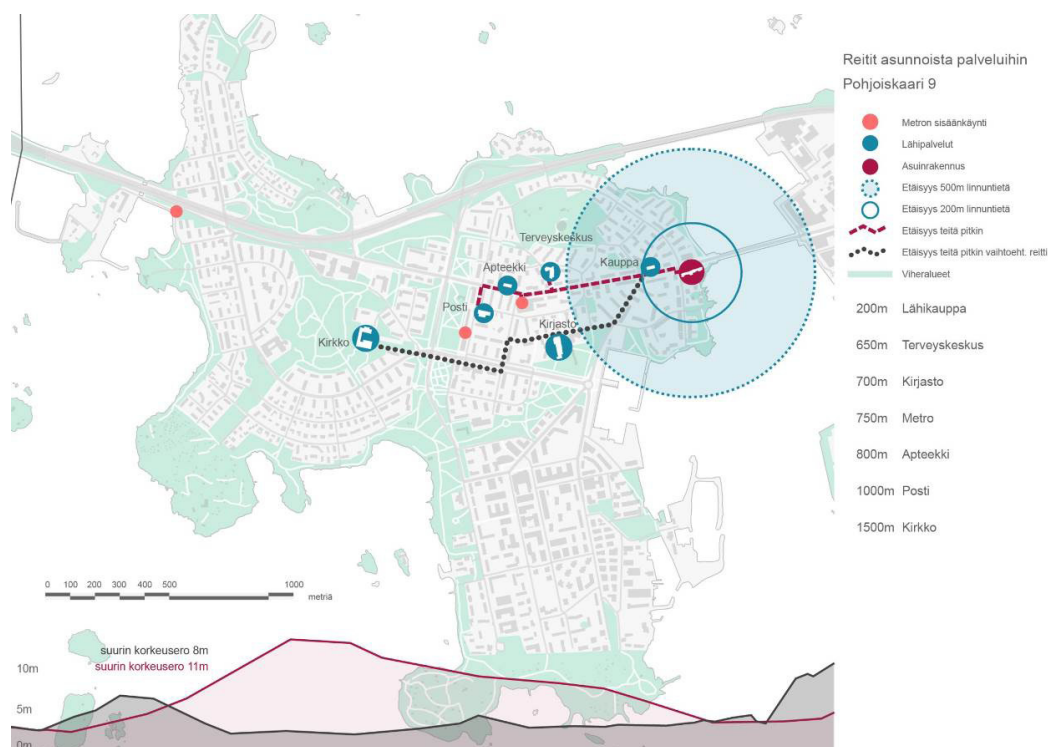 Reitit asunnoista palveluihin
Pohjoiskaari 9
Metron sisäänkäynti
Lähipalvelut
Asuinrakennus
Etäisyys 500m linnuntietä
Etäisyys 200m linnuntietä
Etäisyys teitä pitkin
Etäisyys teitä pitkin vaihtoeht. reitti
Viheralueet
200m Lähikauppa
650m Terveyskeskus
700m Kirjasto
750m Metro
800m Apteekki
1000m Posti
1500m Kirkko
Terveyskeskus
Kauppa
Apteekki
Posti
Kirjasto
Kirkko
0 100 200 300 400 500 1000
metriä
suurin korkeusero 8m
suurin korkeusero 11m
10m
5m
0m